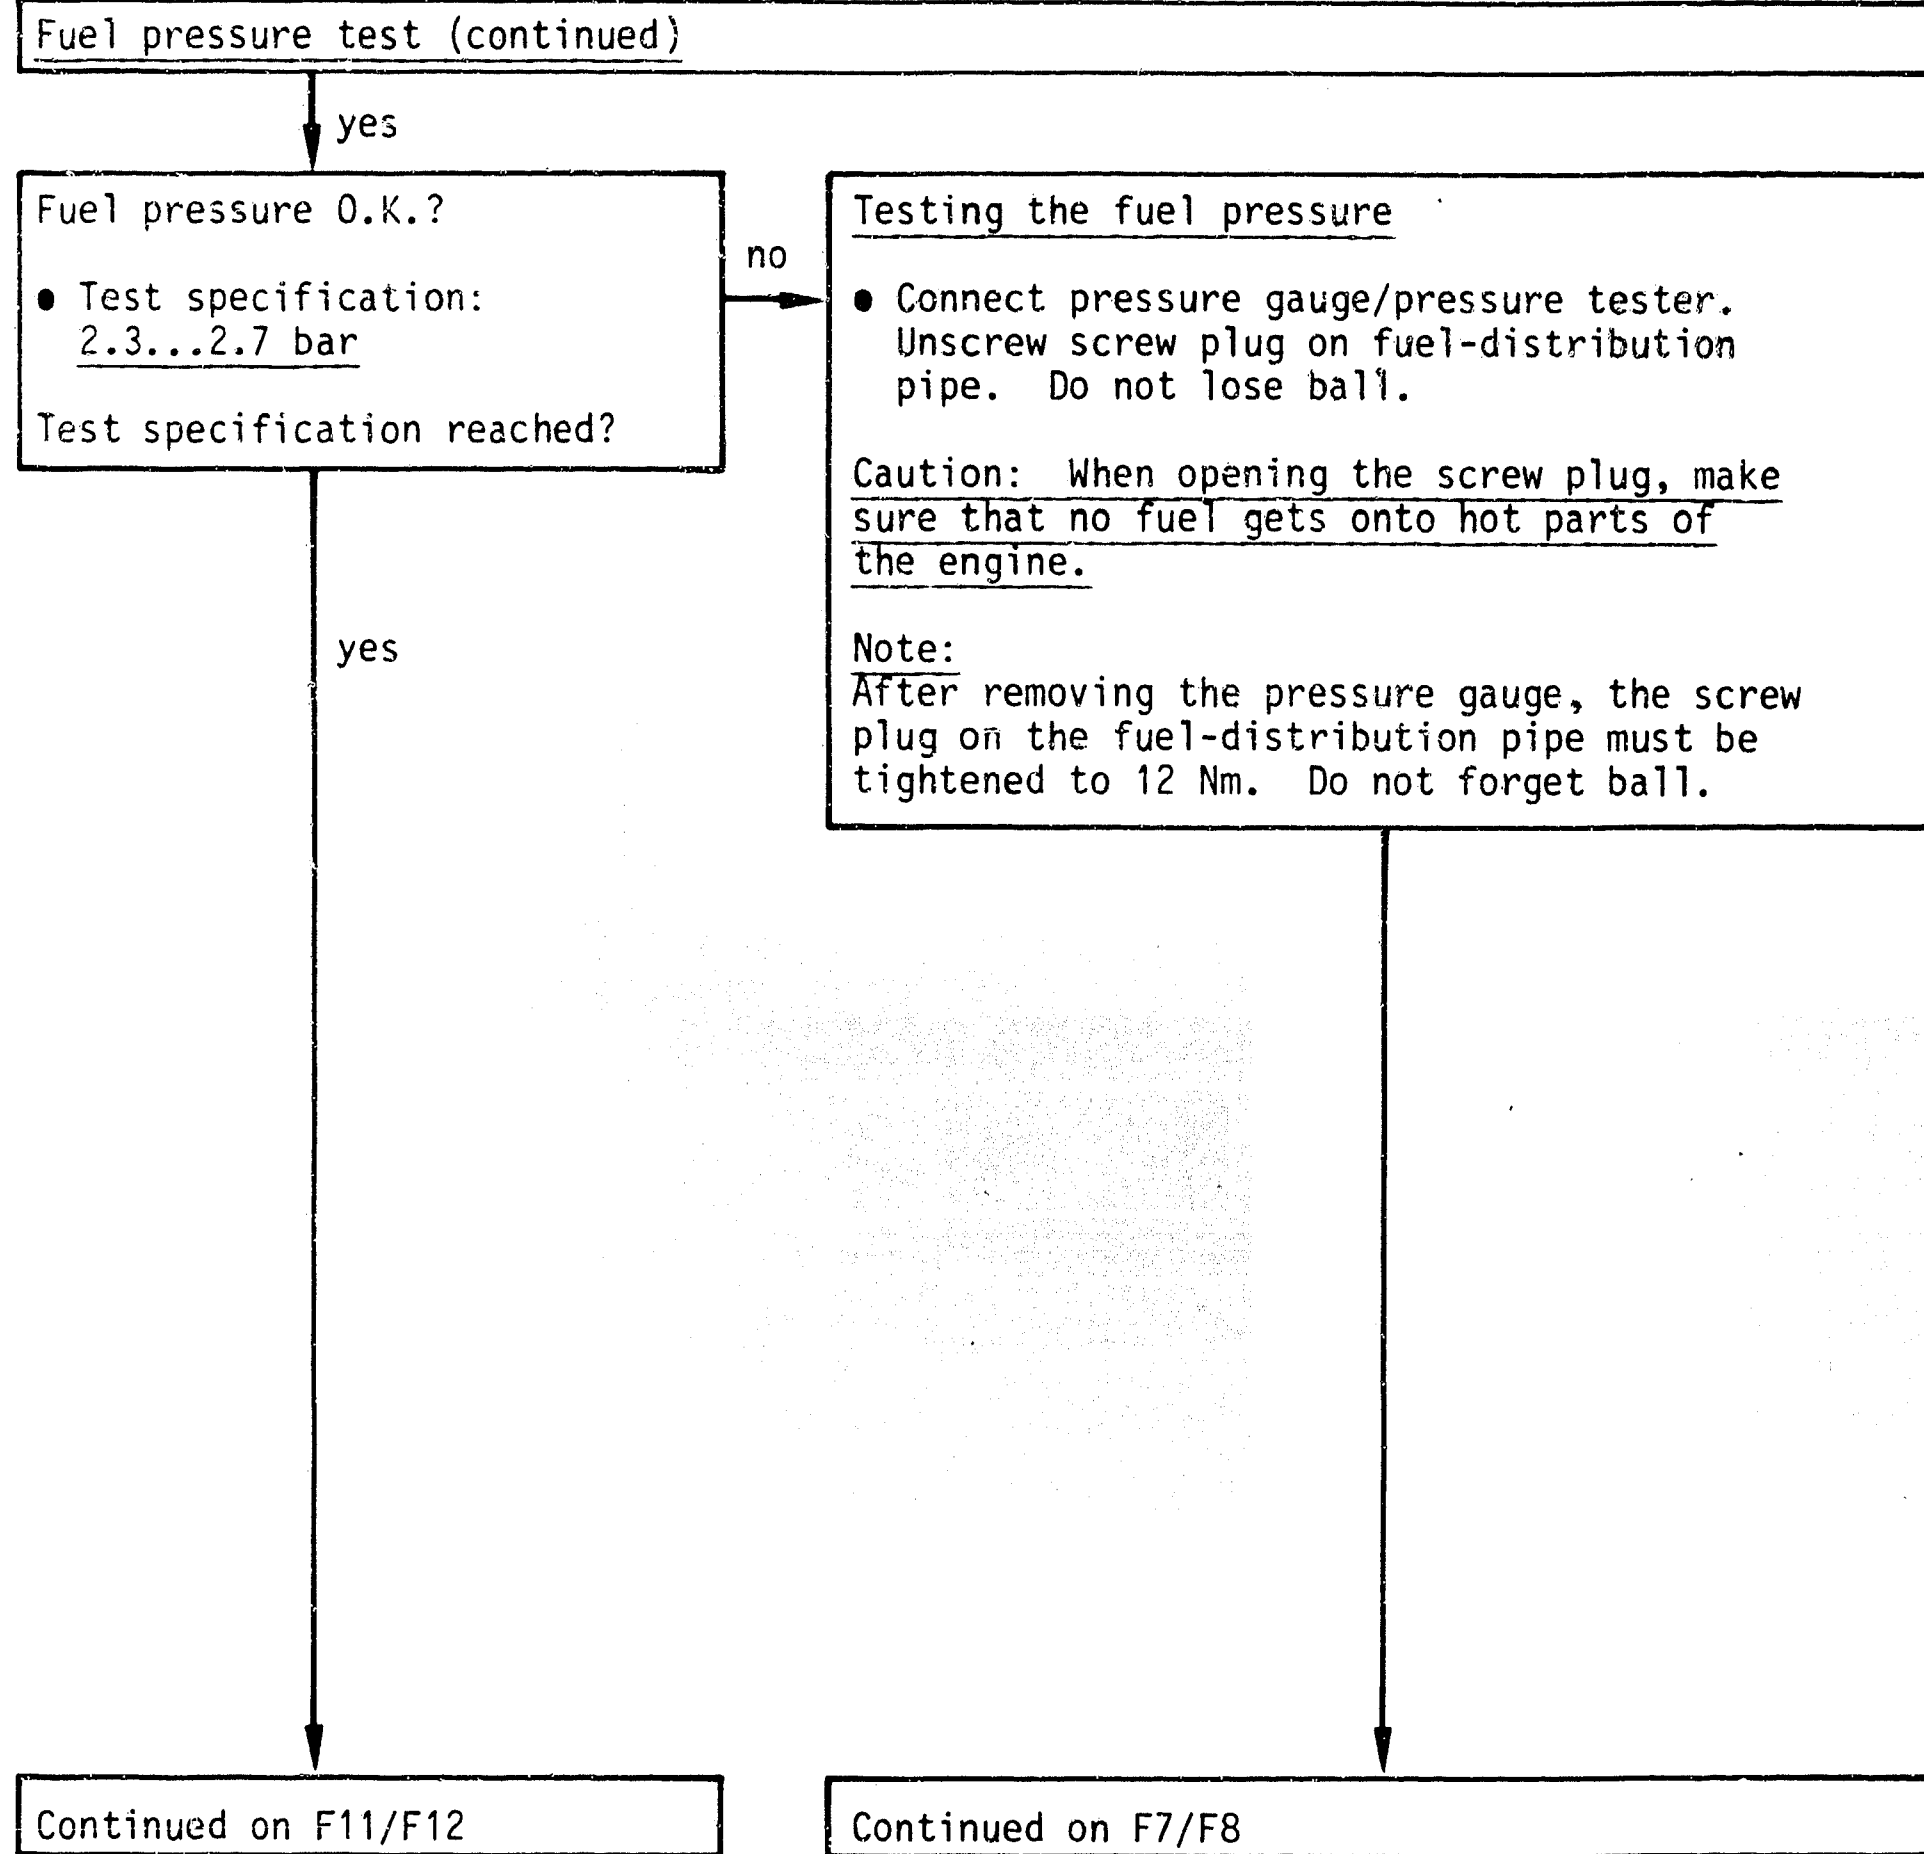 Fuel pressure test (continued)
yes
Fuel pressure O.K.?
● Test specification:
2.3...2.7 bar
Test specification reached?
no
Testing the fuel pressure
● Connect pressure gauge/pressure tester.
Unscrew screw plug on fuel-distribution
pipe.  Do not lose ball.
Caution:  When opening the screw plug, make
sure that no fuel gets onto hot parts of
the engine.
Note:
After removing the pressure gauge, the screw
plug on the fuel-distribution pipe must be
tightened to 12 Nm.  Do not forget ball.
yes
Continued on F11/F12
Continued on F7/F8